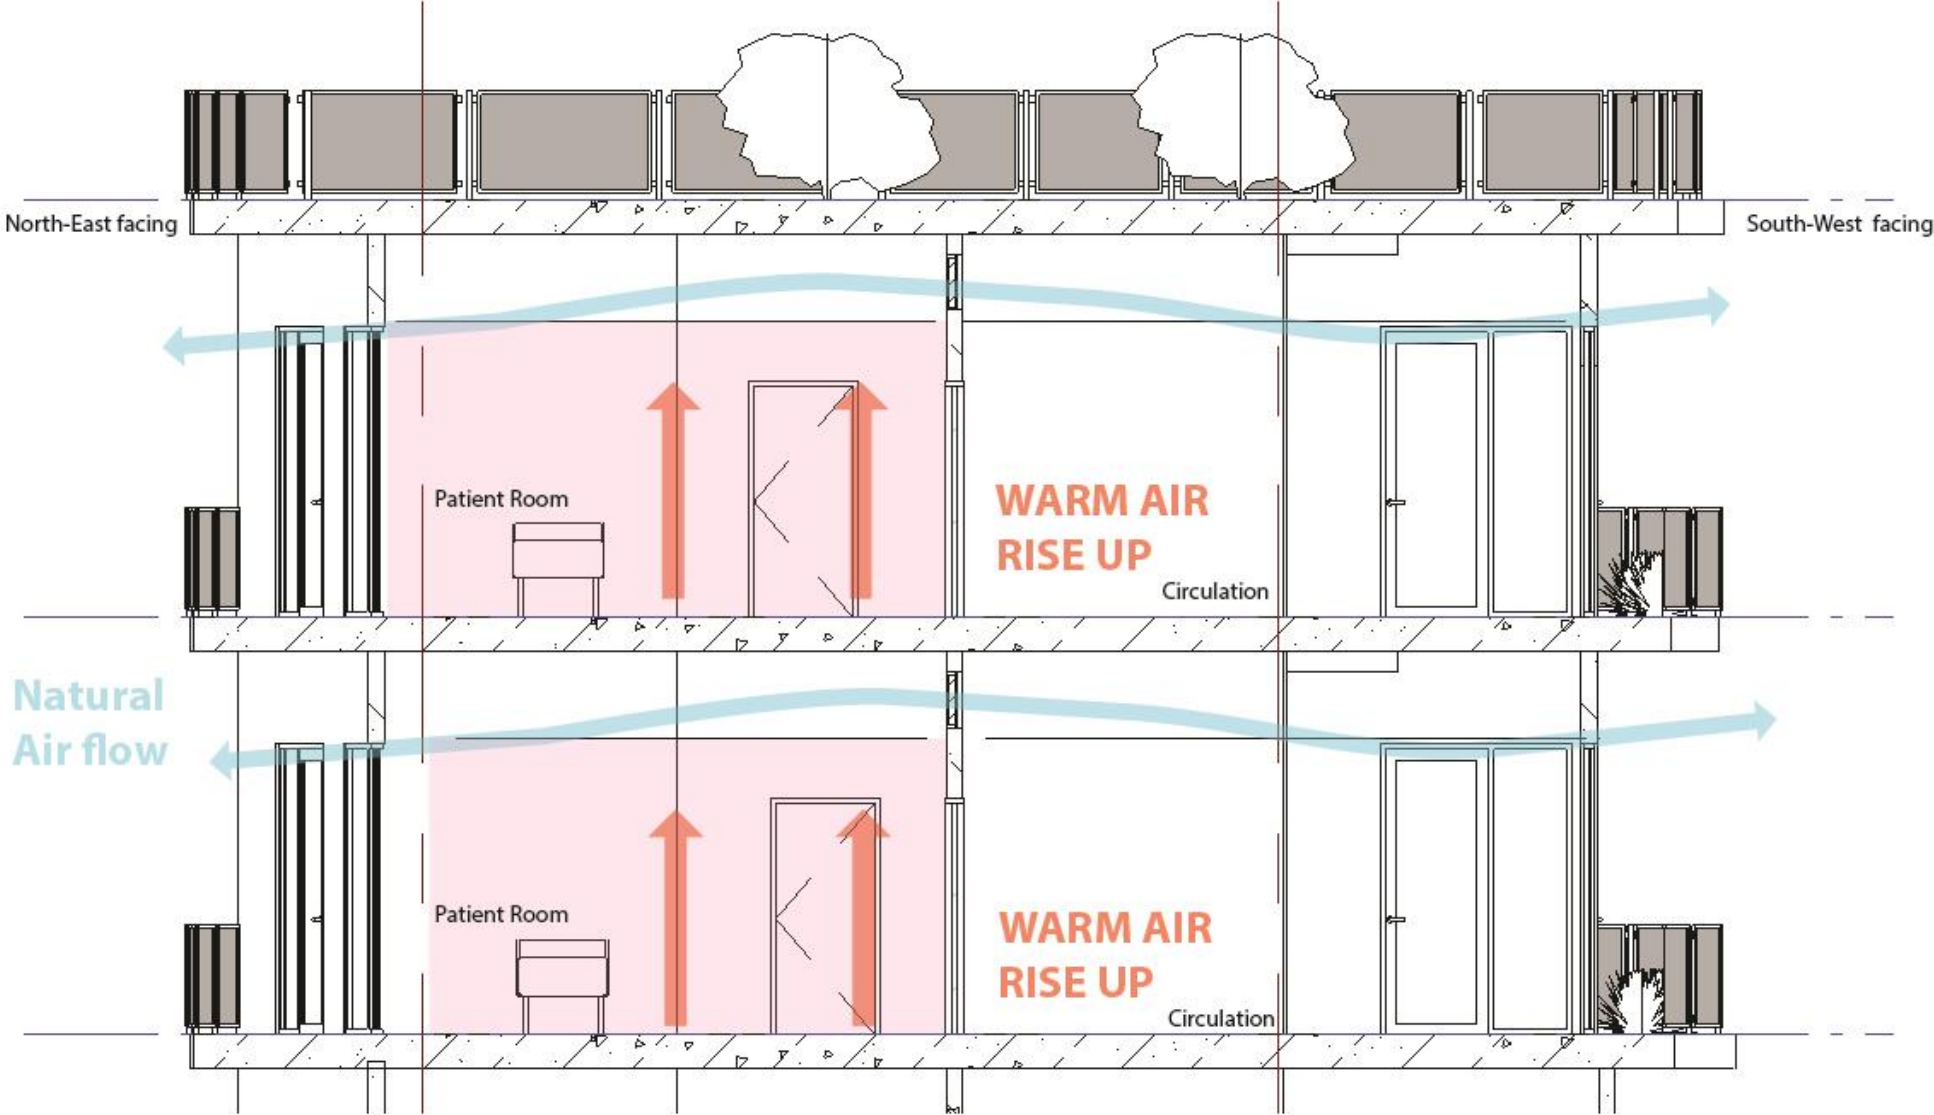 North-East facing
South-West facing
Patient Room
WARM AIR
RISE UP
Circulation
Natural
Air flow
Patient Room
WARM AIR
RISE UP
Circulation